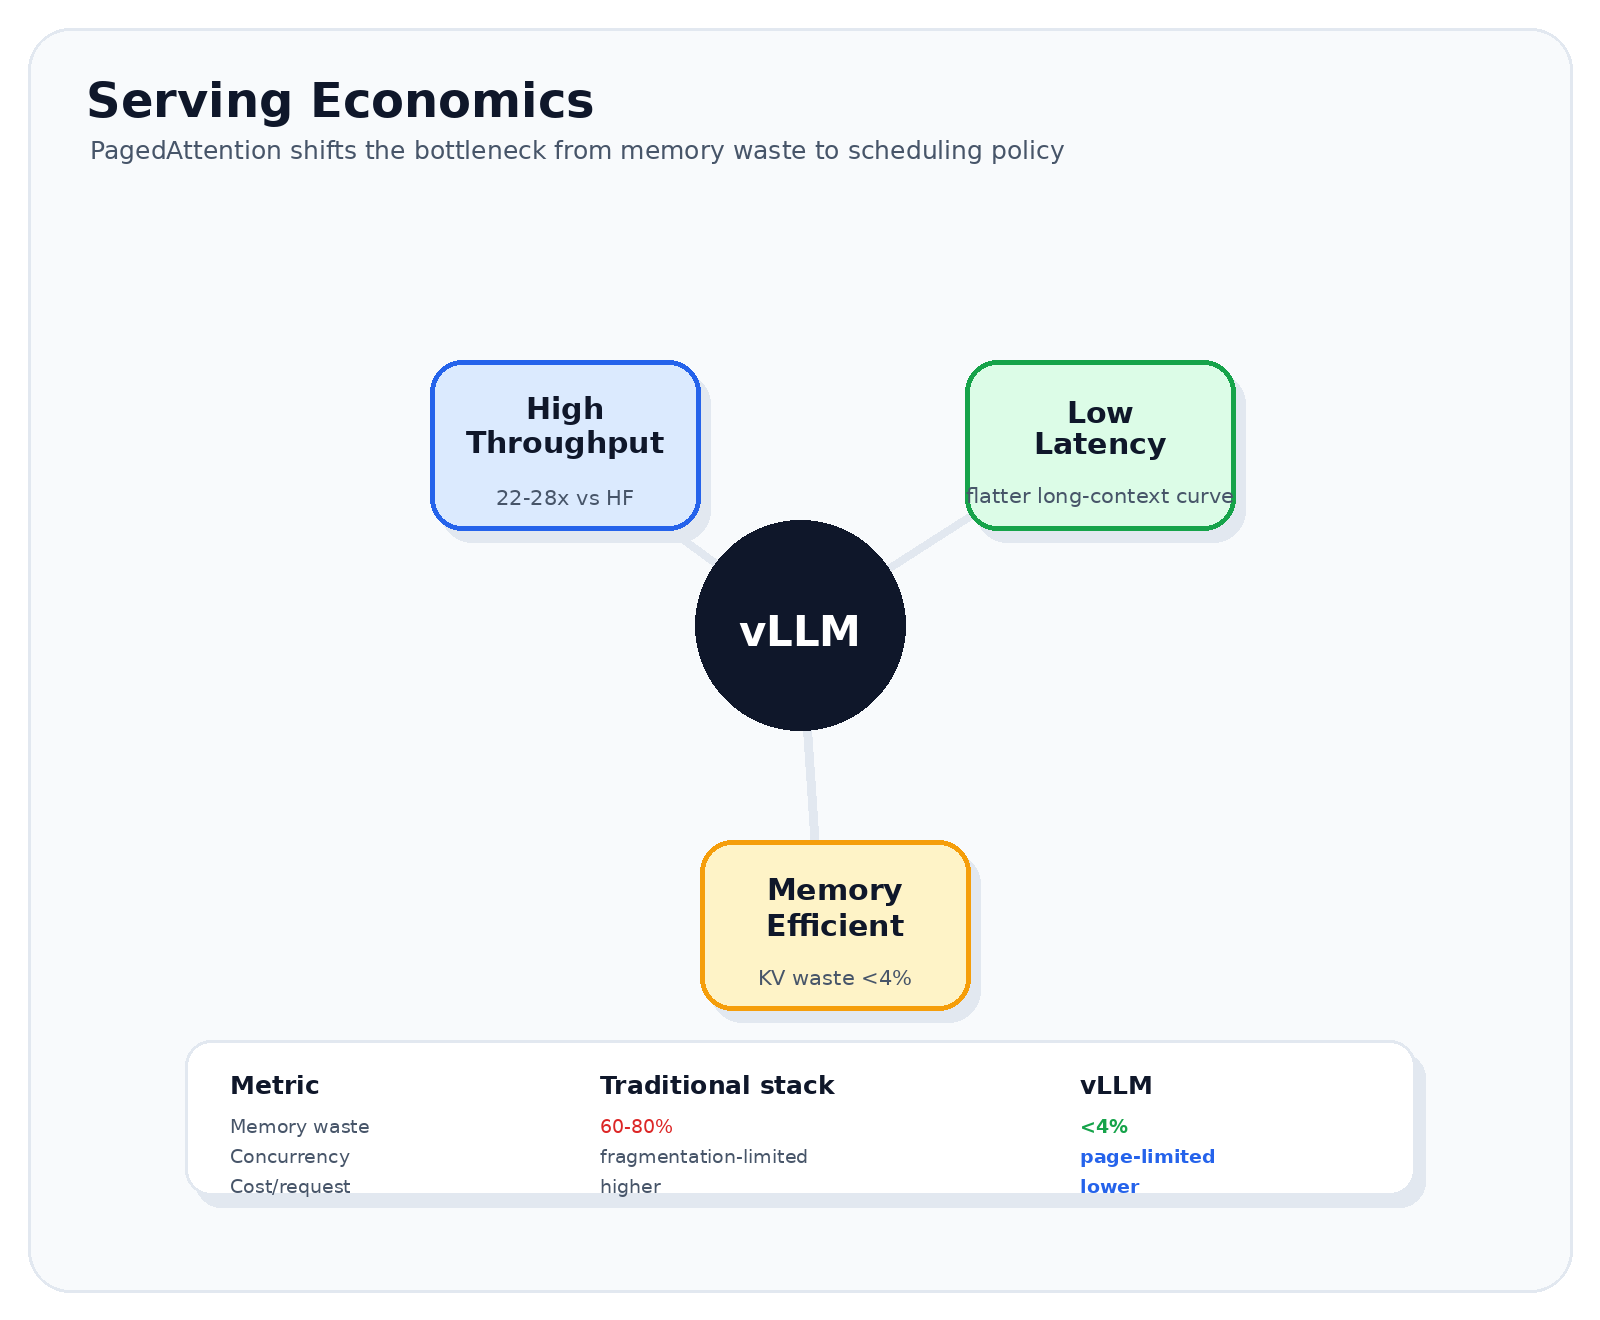 Serving Economics
PagedAttention shifts the bottleneck from memory waste to scheduling policy
High
Throughput
22-28x vs HF
Low
Latency
flatter long-context curve
vLLM
Memory
Efficient
KV waste <4%
Metric Traditional stack vLLM
Memory waste 60-80% <4%
Concurrency fragmentation-limited page-limited
Cost/request higher lower